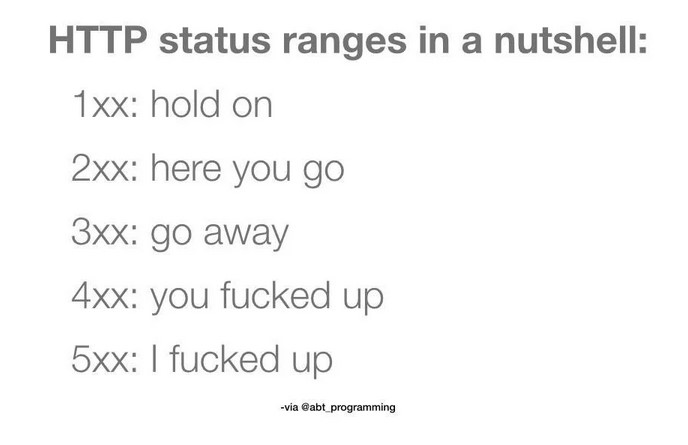 HTTP status ranges in a nutshell:
1xx: hold on
2xx: here you go
3xx: go away
4xx: you fucked up
5xx: I fucked up
-via @abt_programming